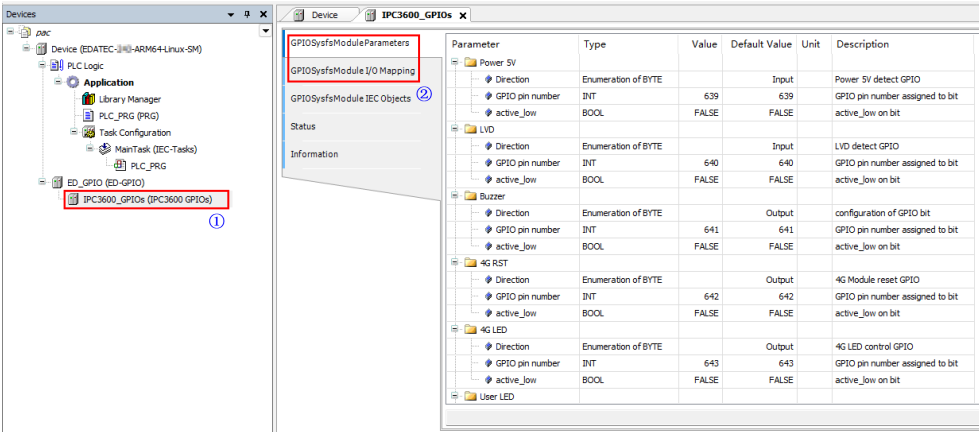 Devices
pac
Device (EDATEC- -ARM64-Linux-SM)
PLC Logic
Application
Library Manager
PLC_PRG (PRG)
Task Configuration
MainTask (IEC-Tasks)
PLC_PRG
ED_GPIO (ED-GPIO)
IPC3600_GPIOs (IPC3600 GPIOs)
①
Device
IPC3600_GPIOs x
GPIOSysfsModuleParameters
GPIOSysfsModule I/O Mapping
②
GPIOSysfsModule IEC Objects
Status
Information
Parameter Type Value Default Value Unit Description
Power 5V
Direction Enumeration of BYTE Input Power 5V detect GPIO
GPIO pin number INT 639 639 GPIO pin number assigned to bit
active_low BOOL FALSE FALSE active_low on bit
LVD
Direction Enumeration of BYTE Input LVD detect GPIO
GPIO pin number INT 640 640 GPIO pin number assigned to bit
active_low BOOL FALSE FALSE active_low on bit
Buzzer
Direction Enumeration of BYTE Output configuration of GPIO bit
GPIO pin number INT 641 641 GPIO pin number assigned to bit
active_low BOOL FALSE FALSE active_low on bit
4G RST
Direction Enumeration of BYTE Output 4G Module reset GPIO
GPIO pin number INT 642 642 GPIO pin number assigned to bit
active_low BOOL FALSE FALSE active_low on bit
4G LED
Direction Enumeration of BYTE Output 4G LED control GPIO
GPIO pin number INT 643 643 GPIO pin number assigned to bit
active_low BOOL FALSE FALSE active_low on bit
User LED